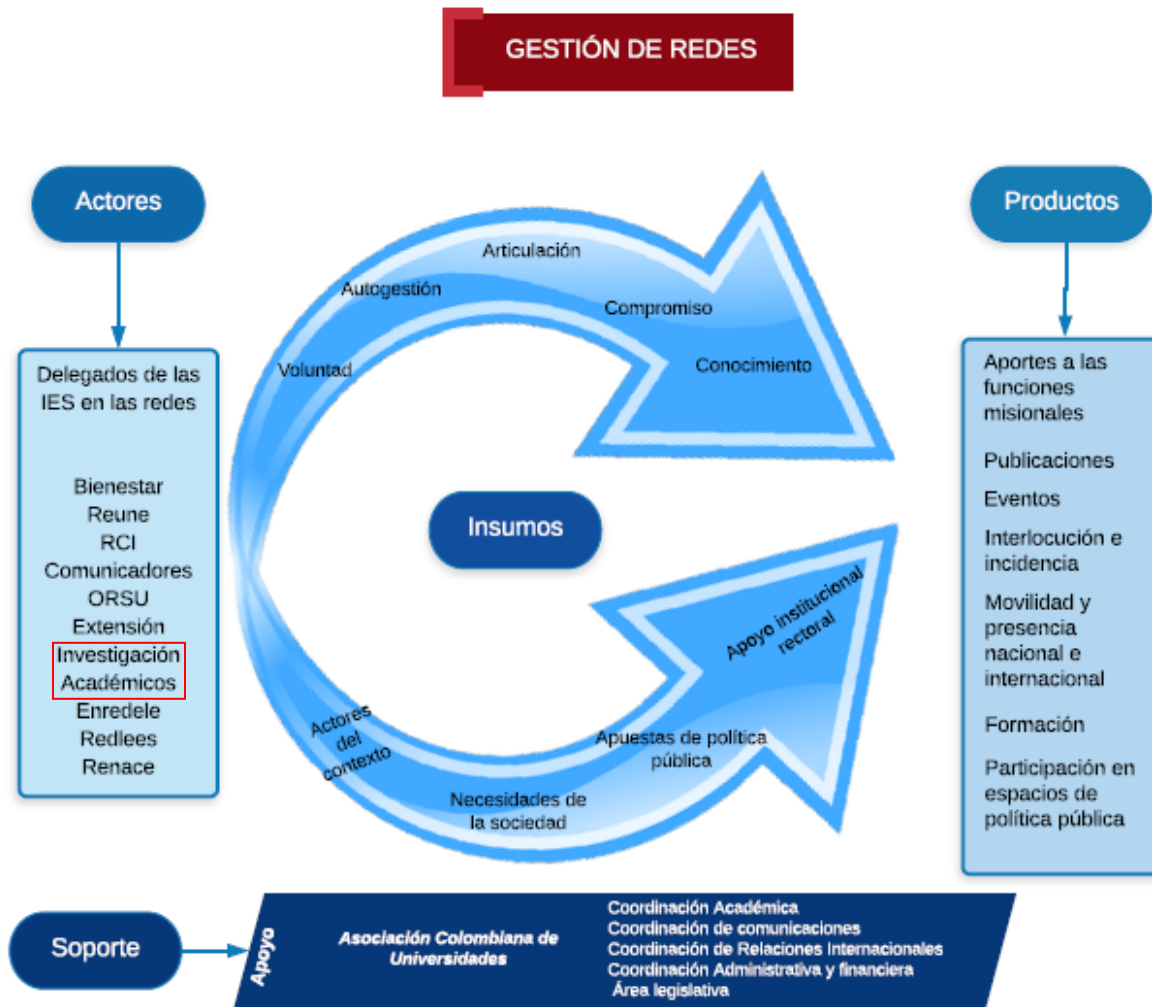 GESTIÓN DE REDES
Actores
Delegados de las
IES en las redes
Bienestar
Reune
RCI
Comunicadores
ORSU
Extensión
Investigación
Académicos
Enredele
Redlees
Renace
Articulación
Autogestión
Compromiso
Voluntad
Conocimiento
Insumos
Apoyo institucional
rectoral
Actores
del
contexto
Apuestas de política
pública
Necesidades de
la sociedad
Productos
Aportes a las
funciones
misionales
Publicaciones
Eventos
Interlocución e
incidencia
Movilidad y
presencia
nacional e
internacional
Formación
Participación en
espacios de
política pública
Soporte
Apoyo
Asociación Colombiana de
Universidades
Coordinación Académica
Coordinación de comunicaciones
Coordinación de Relaciones Internacionales
Coordinación Administrativa y financiera
Área legislativa